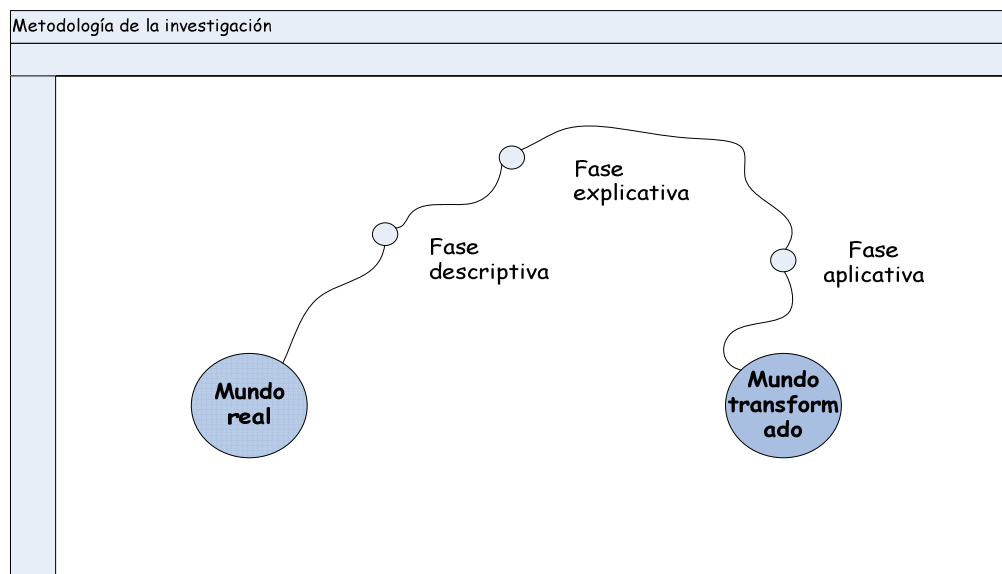 Metodología de la investigación
Fase
explicativa
Fase
descriptiva
Fase
aplicativa
Mundo
real
Mundo
transform
ado